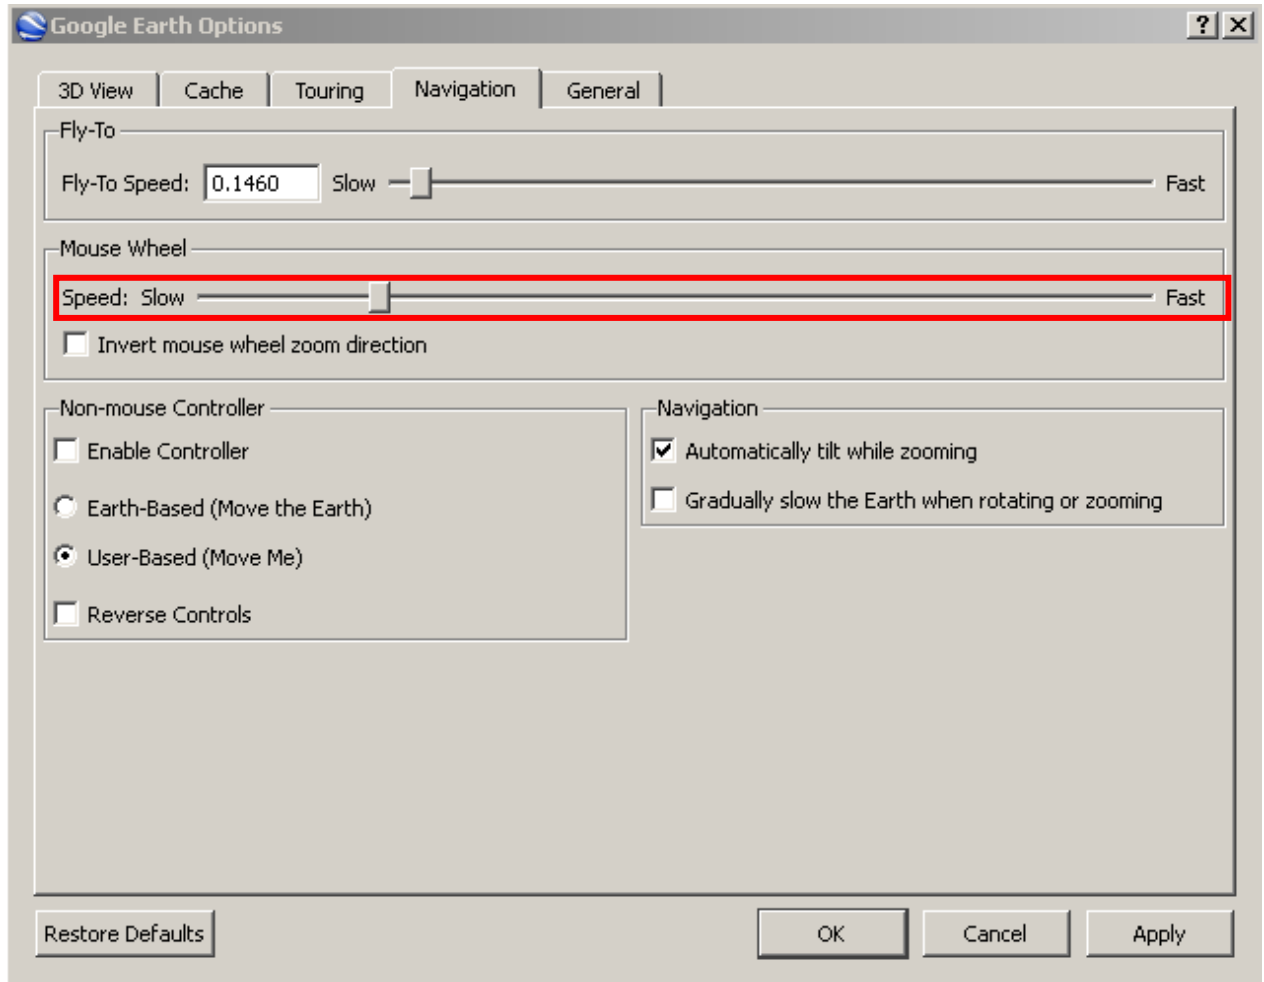 Google Earth Options
3D View Cache Touring Navigation General
Fly-To
Fly-To Speed: 0.1460 Slow Fast
Mouse Wheel
Speed: Slow Fast
Invert mouse wheel zoom direction
Non-mouse Controller
Enable Controller
Earth-Based (Move the Earth)
User-Based (Move Me)
Reverse Controls
Navigation
Automatically tilt while zooming
Gradually slow the Earth when rotating or zooming
Restore Defaults OK Cancel Apply